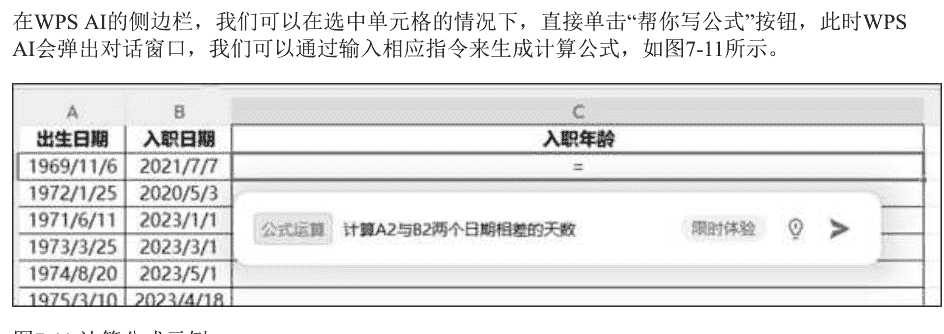 在WPS AI的侧边栏，我们可以在选中单元格的情况下，直接单击“帮你写公式”按钮，此时WPS
AI会弹出对话窗口，我们可以通过输入相应指令来生成计算公式，如图7-11所示。
A B C
出生日期 入职日期 入职年龄
1969/11/6 2021/7/7 =
1972/1/25 2020/5/3
1971/6/11 2023/1/1
公式运算 计算A2与B2两个日期相差的天数 限时体验
1973/3/25 2023/3/1
1974/8/20 2023/5/1
1975/3/10 2023/4/18